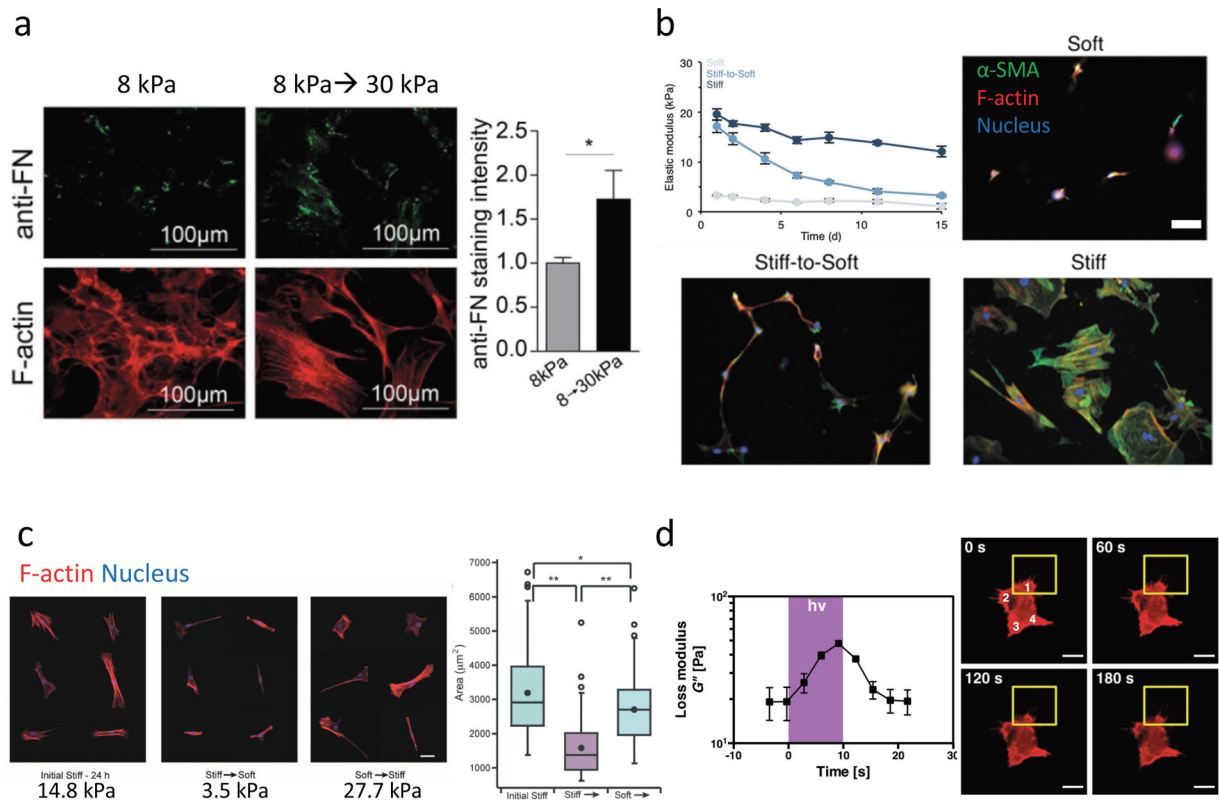 a
8 kPa
8 kPa→ 30 kPa
anti-FN
100µm
100µm
F-actin
100µm
100µm
anti-FN staining intensity
2.5
2.0
1.5
1.0
0.5
0.0
8kPa
8→30kPa
*
b
Soft
Stiff-to-Soft
Stiff
Elastic modulus (kPa)
30
20
10
0
0
5
10
15
Time (d)
Soft
α-SMA
F-actin
Nucleus
Stiff-to-Soft
Stiff
c
F-actin Nucleus
Initial Stiff - 24 h
14.8 kPa
Stiff→Soft
3.5 kPa
Soft→Stiff
27.7 kPa
Area (µm²)
7000
6000
5000
4000
3000
2000
1000
*
**
**
Initial Stiff
Stiff →
Soft →
d
Loss modulus
G″ [Pa]
10²
10¹
hν
-10
0
10
20
30
Time [s]
0 s
1
2
3
4
60 s
120 s
180 s